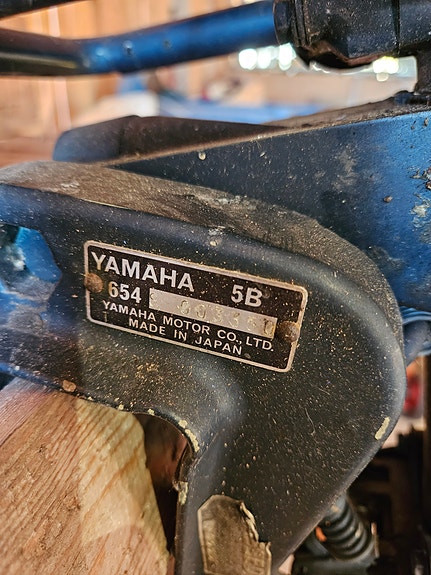 YAMAHA 5B
654
YAMAHA MOTOR CO., LTD.
MADE IN JAPAN